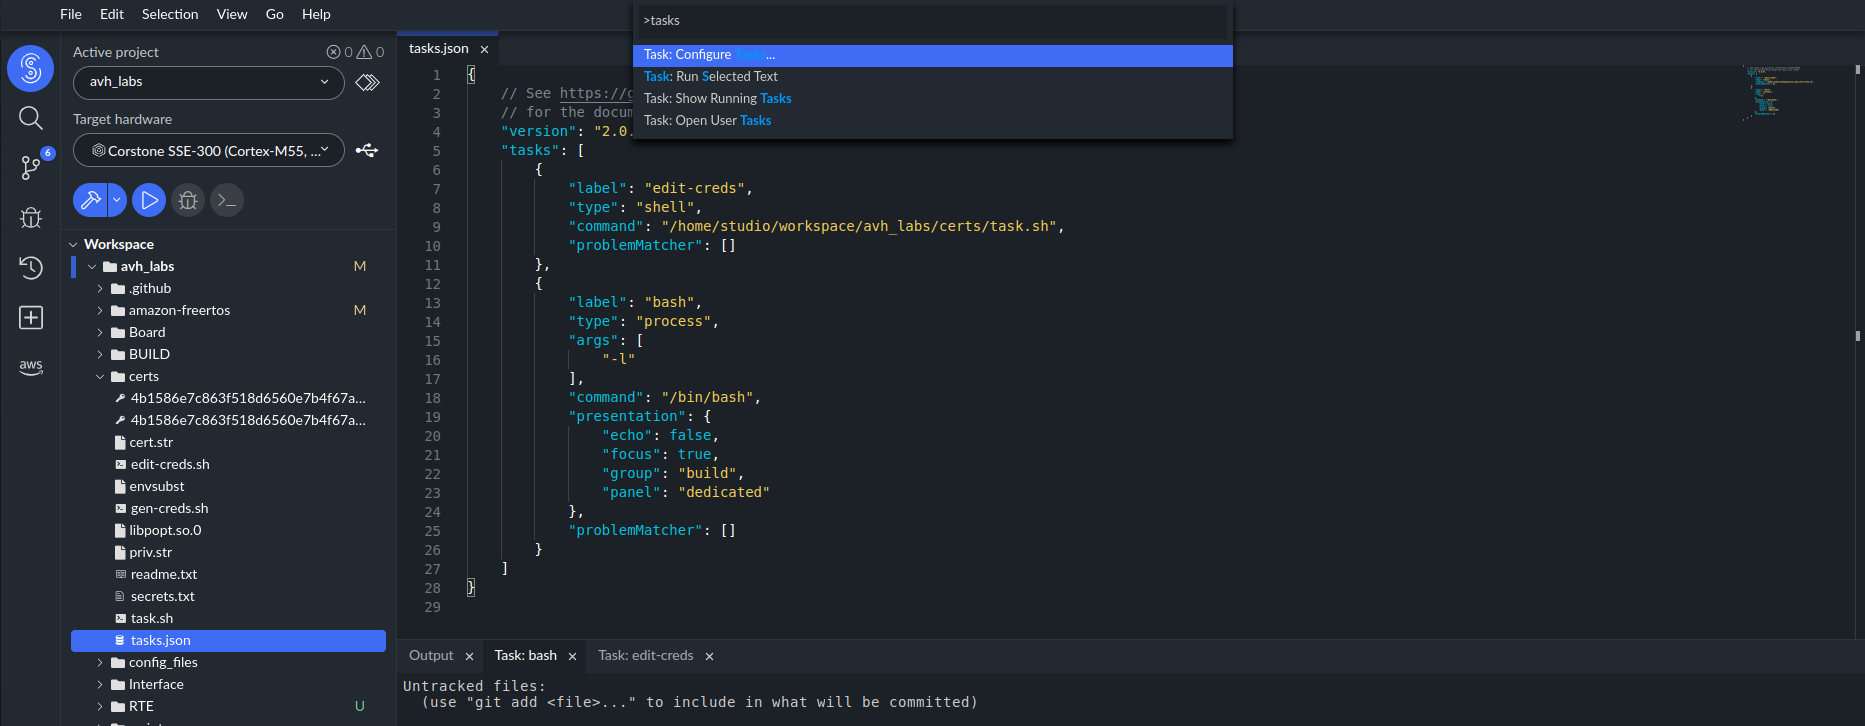 File Edit Selection View Go Help
>tasks
Task: Configure Tasks...
Task: Run Selected Text
Task: Show Running Tasks
Task: Open User Tasks
Active project 0 0
avh_labs
Target hardware
Corstone SSE-300 (Cortex-M55, ...
6
aws
Workspace
avh_labs M
.github
amazon-freertos M
Board
BUILD
certs
4b1586e7c863f518d6560e7b4f67a...
4b1586e7c863f518d6560e7b4f67a...
cert.str
edit-creds.sh
envsubst
gen-creds.sh
libpopt.so.0
priv.str
readme.txt
secrets.txt
task.sh
tasks.json
config_files
Interface
RTE U
tasks.json
1 {
2 // See https://g
3 // for the docum
4 "version": "2.0.
5 "tasks": [
6 {
7 "label": "edit-creds",
8 "type": "shell",
9 "command": "/home/studio/workspace/avh_labs/certs/task.sh",
10 "problemMatcher": []
11 },
12 {
13 "label": "bash",
14 "type": "process",
15 "args": [
16 "-l"
17 ],
18 "command": "/bin/bash",
19 "presentation": {
20 "echo": false,
21 "focus": true,
22 "group": "build",
23 "panel": "dedicated"
24 },
25 "problemMatcher": []
26 }
27 ]
28 }
29
Output Task: bash Task: edit-creds
Untracked files:
(use "git add <file>..." to include in what will be committed)